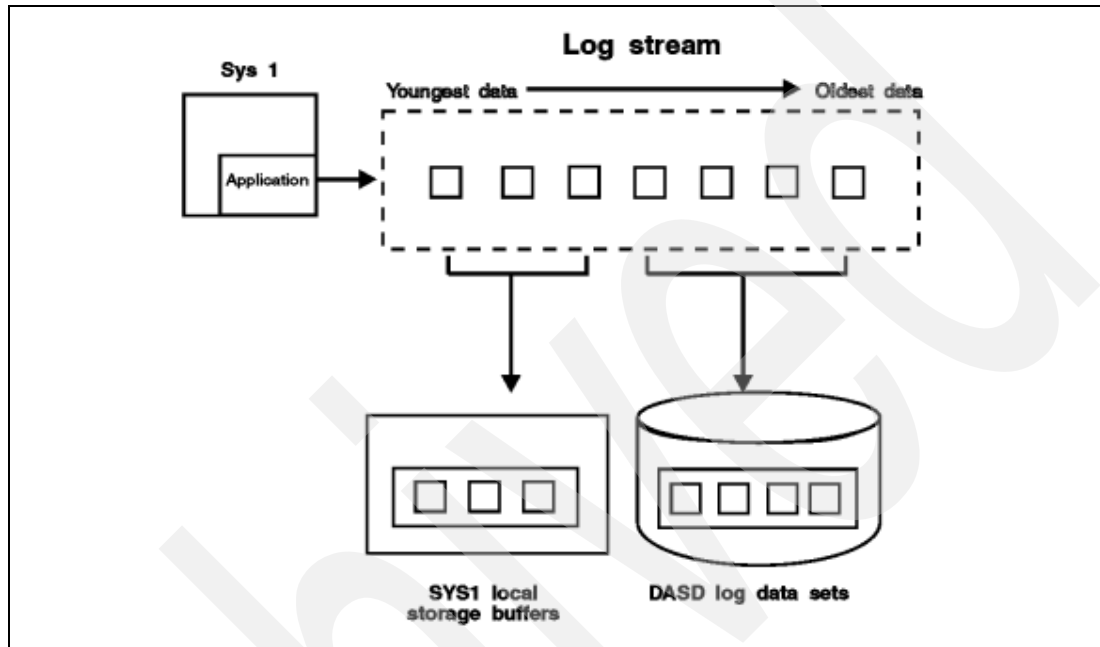 Log stream
Sys 1
Youngest data
Oldest data
Application
SYS1 local
storage buffers
DASD log data sets